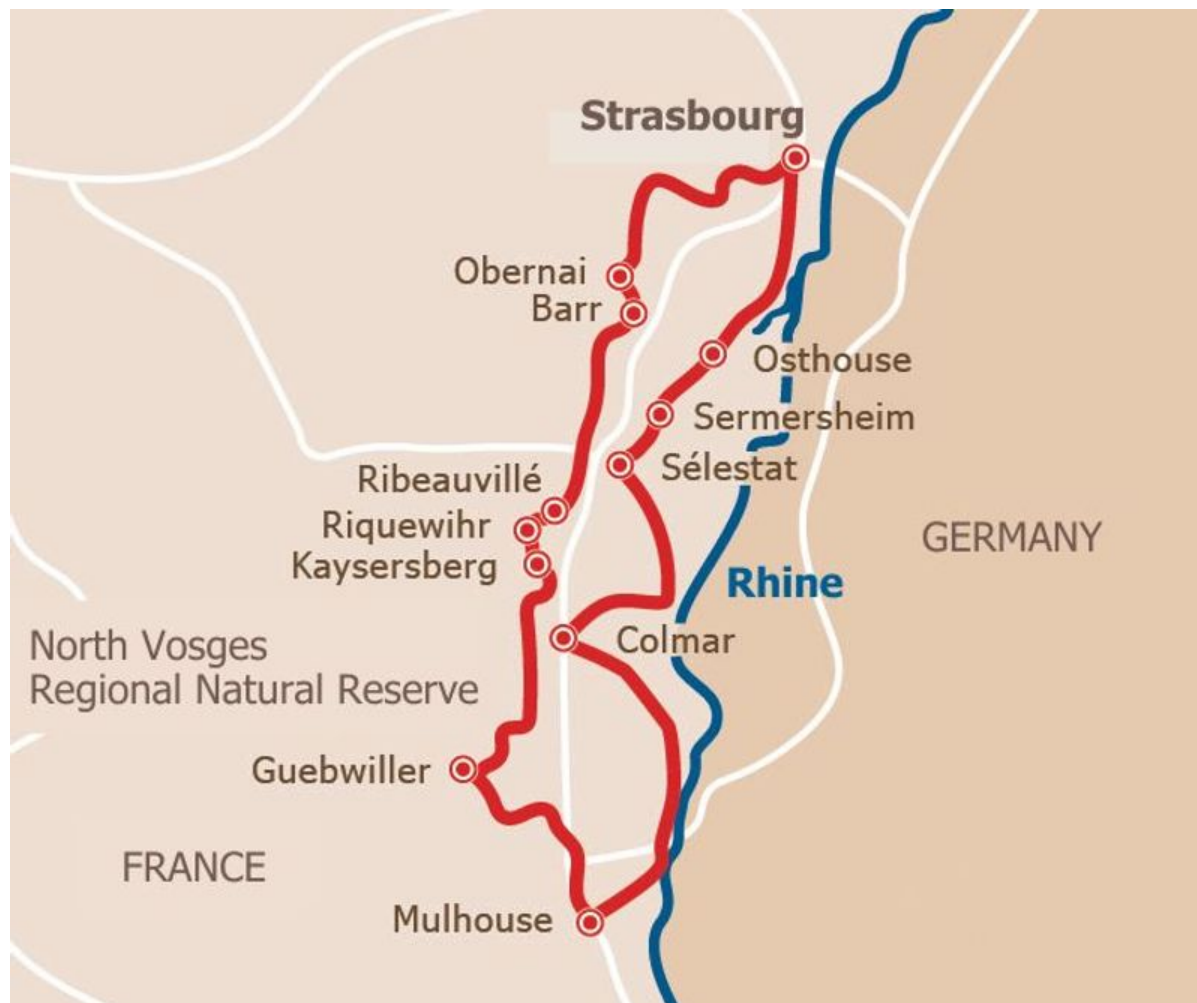 Strasbourg
Obernai
Barr
Osthouse
Sermersheim
Sélestat
Ribeauvillé
Riquewihr
Kaysersberg
GERMANY
Rhine
Colmar
North Vosges
Regional Natural Reserve
Guebwiller
FRANCE
Mulhouse